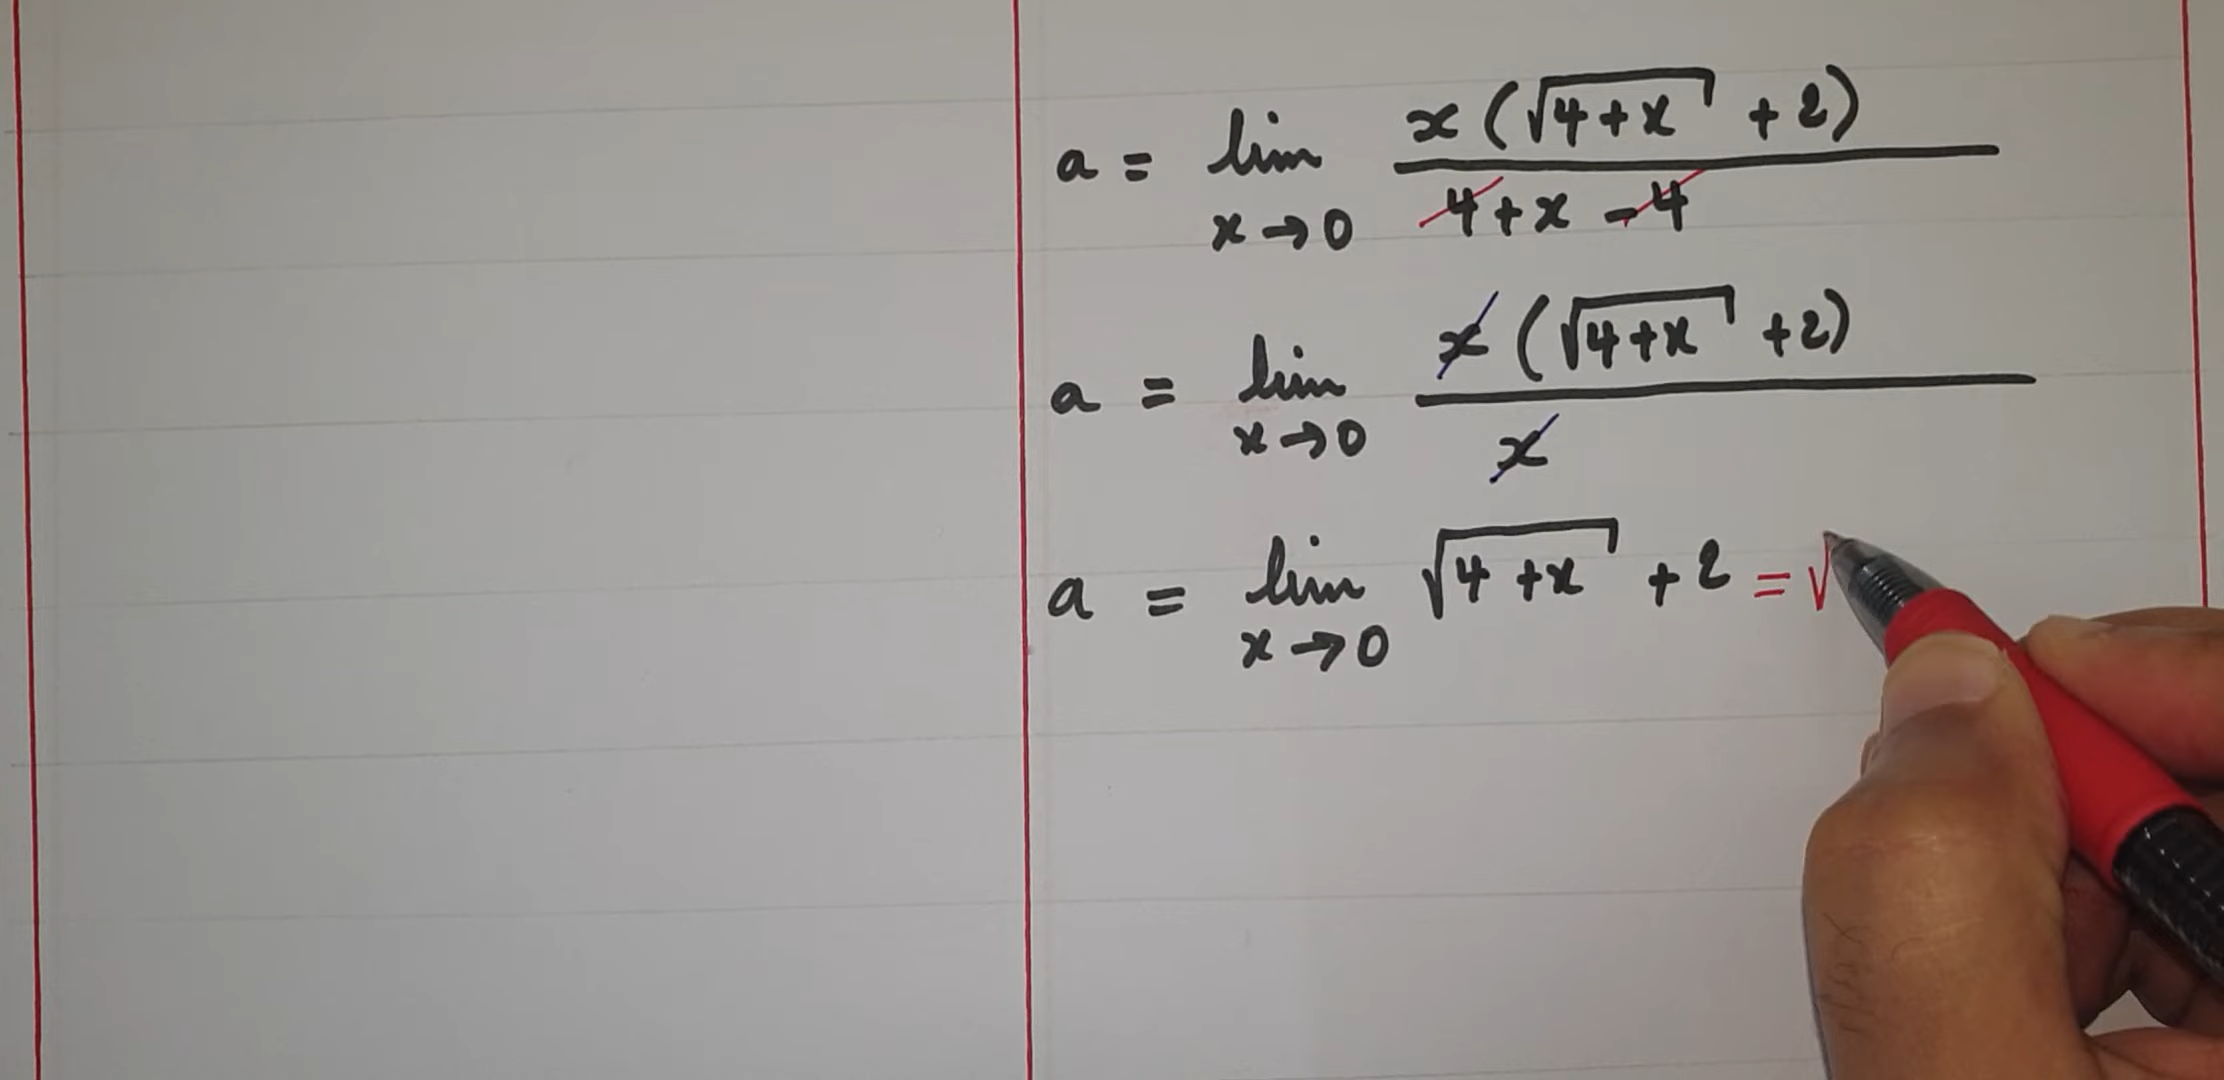 a = lim x→0 x(√(4+x) + 2) / 4+x-4
a = lim x→0 x(√(4+x) +2) / x
a = lim x→0 √(4+x) + 2 = √